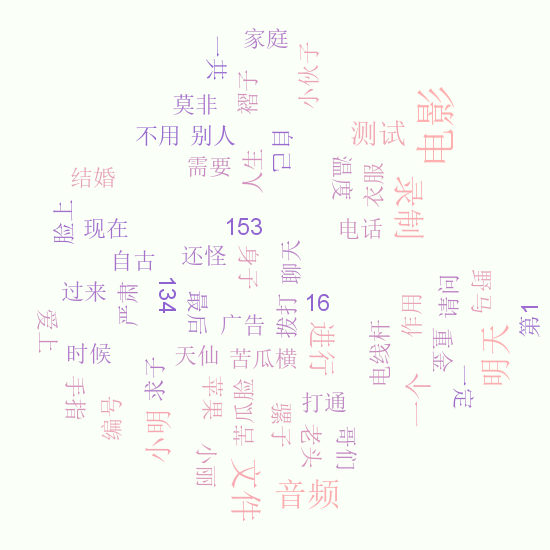 家庭
一共
褶子
小伙子
莫非
电熨
不用
别人
自己
测试
需要
人生
温度
衣服
结婚
录制
脸上
现在
153
电话
自古
还怪
身子
聊天
过来
严肃
134
最后
16
野马
请问
第1
爱上
广告
拨打
进行
作用
重金
明天
时候
天仙
苦瓜横
电线杆
求子
手指
编号
苹果
苦瓜脸
一个
一定
打通
小明
骡子
老头
哥们
小丽
文件
音频